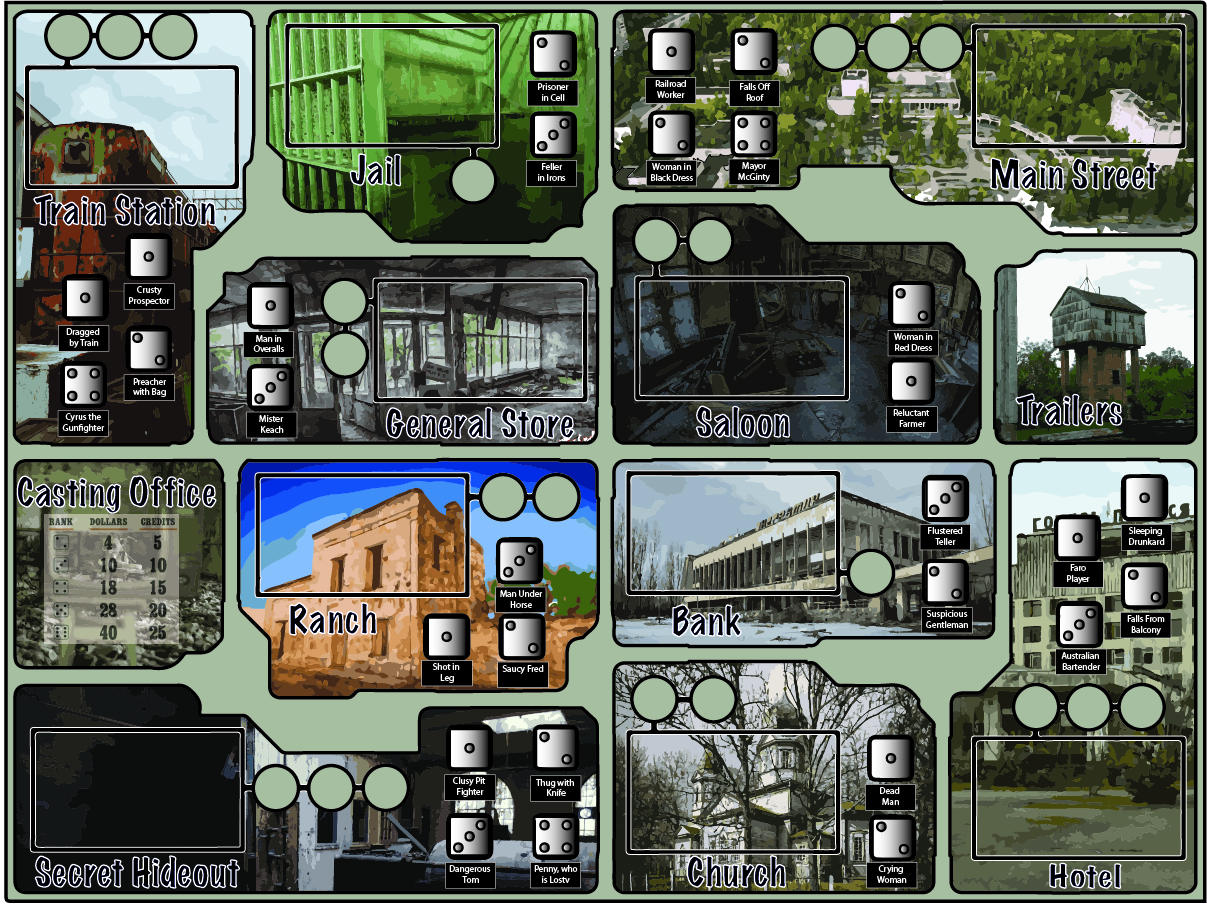 Train Station
Crusty
Prospector
Dragged
by Train
Preacher
with Bag
Cyrus the
Gunfighter
Jail
Prisoner
in Cell
Feller
in Irons
Railroad
Worker
Falls Off
Roof
Woman in
Black Dress
Mayor
McGinty
Main Street
Man in
Overalls
Mister
Keach
General Store
Woman in
Red Dress
Reluctant
Farmer
Saloon
Trailers
Casting Office
RANK DOLLARS CREDITS
4 5
10 10
18 15
28 20
40 25
Ranch
Man Under
Horse
Shot in
Leg
Saucy Fred
Bank
Flustered
Teller
Suspicious
Gentleman
Sleeping
Drunkard
Faro
Player
Falls From
Balcony
Australian
Bartender
Hotel
Secret Hideout
Clusy Pit
Fighter
Thug with
Knife
Dangerous
Tom
Penny, who
is Lostv
Church
Dead
Man
Crying
Woman